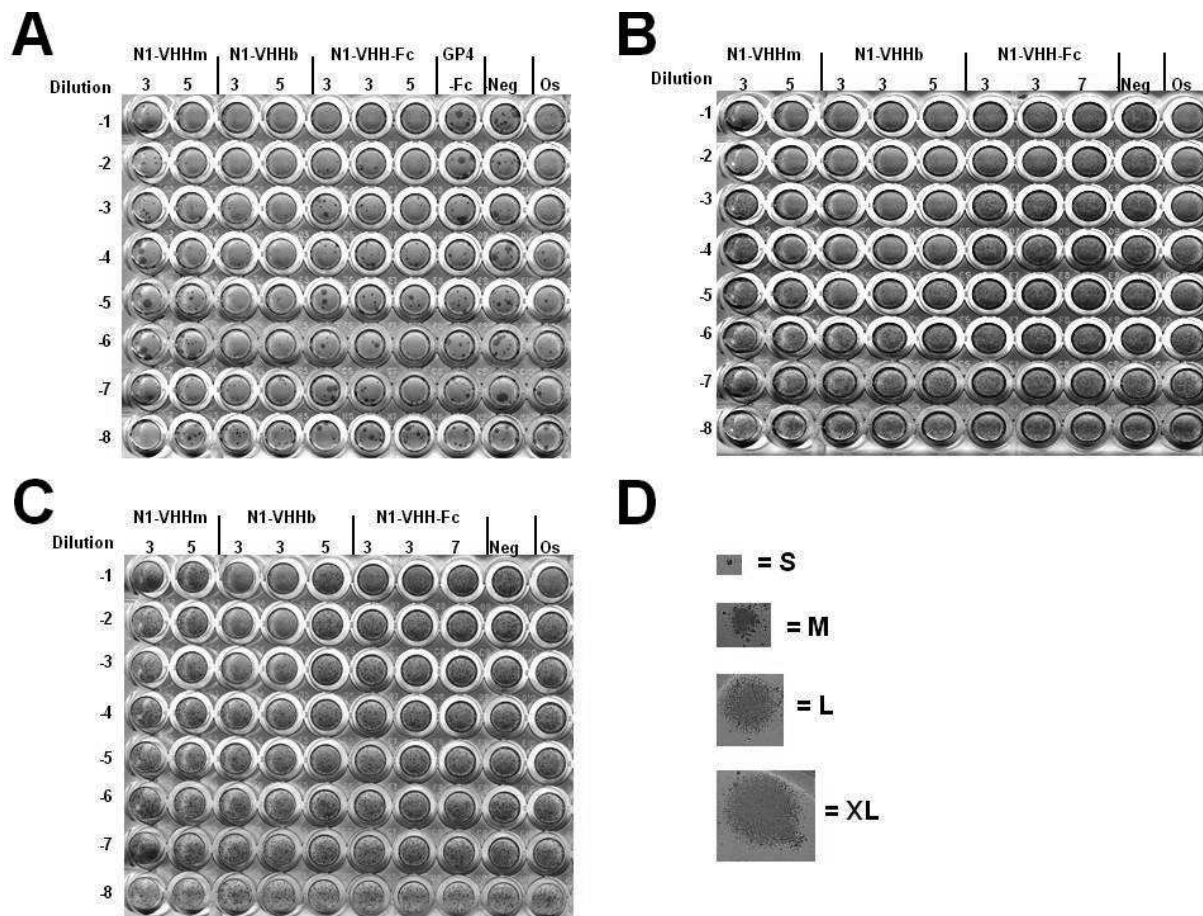 A
N1-VHHm N1-VHHb N1-VHH-Fc GP4
Dilution 3 5 3 5 3 3 5 -Fc Neg Os
-1
-2
-3
-4
-5
-6
-7
-8
B
N1-VHHm N1-VHHb N1-VHH-Fc
Dilution 3 5 3 3 5 3 3 7 Neg Os
-1
-2
-3
-4
-5
-6
-7
-8
C
N1-VHHm N1-VHHb N1-VHH-Fc
Dilution 3 5 3 3 5 3 3 7 Neg Os
-1
-2
-3
-4
-5
-6
-7
-8
D
= S
= M
= L
= XL